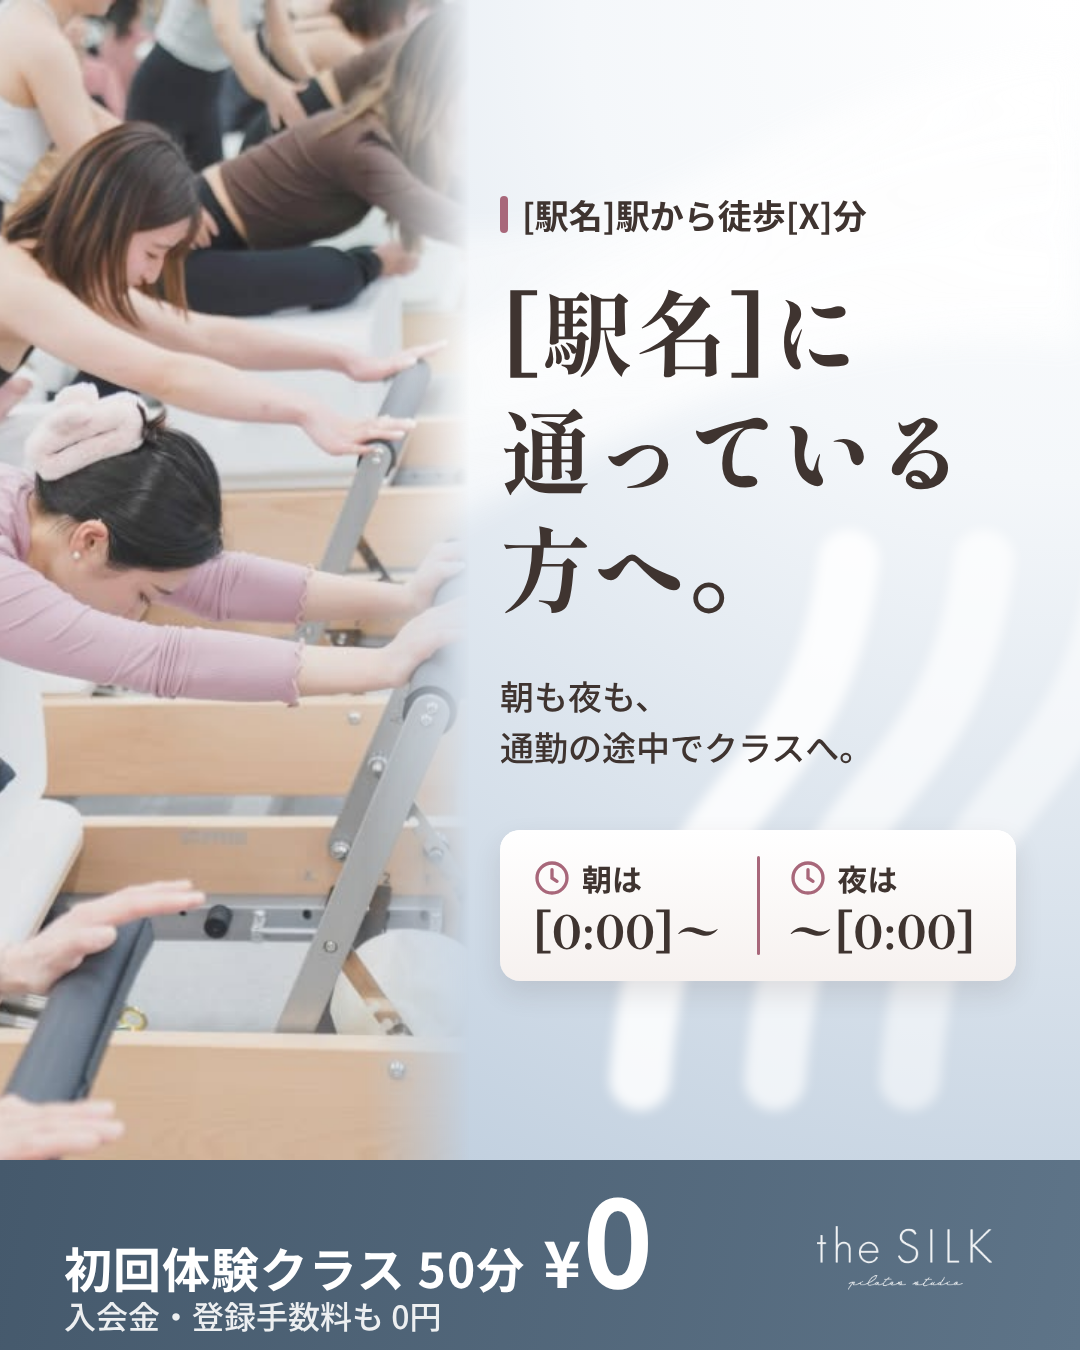 [駅名]駅から徒歩[X]分
[駅名]に
通っている
方へ。
朝も夜も、
通勤の途中でクラスへ。
朝は
[0:00]～
夜は
～[0:00]
初回体験クラス 50分 ¥0
入会金・登録手数料も 0円
the SILK
pilates studio